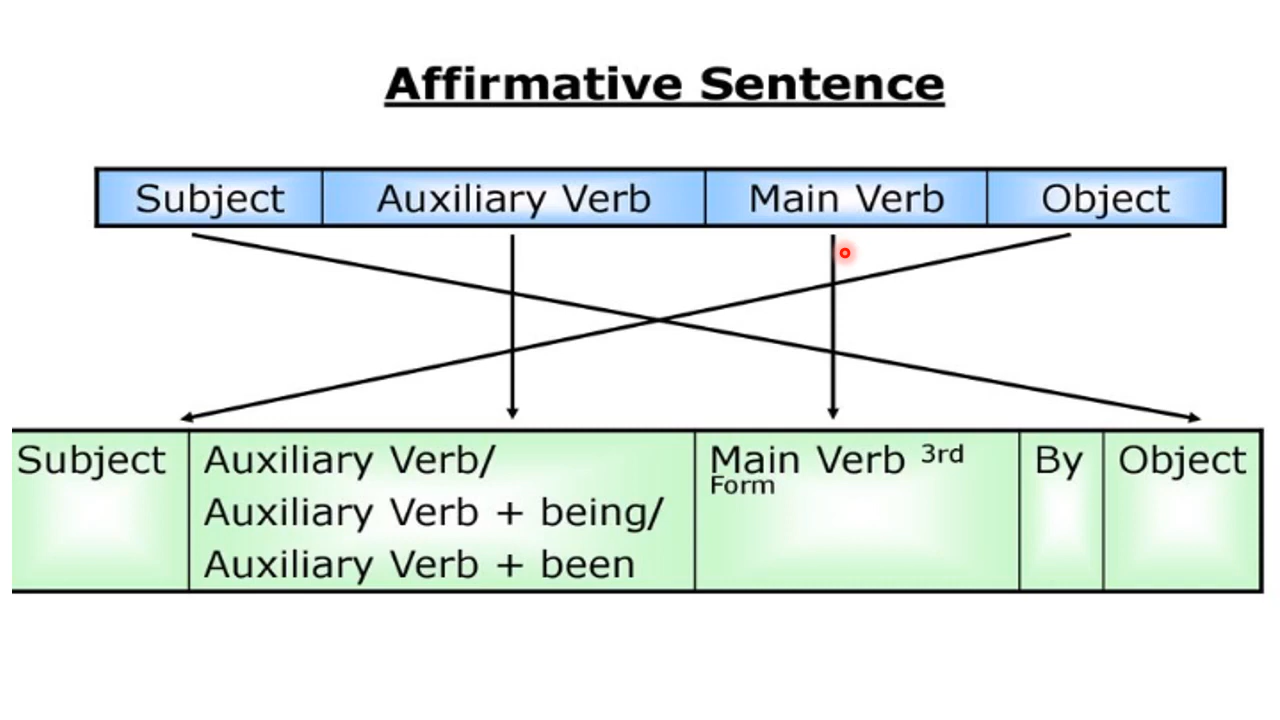 Affirmative Sentence
Subject Auxiliary Verb Main Verb Object
Subject Auxiliary Verb/ Main Verb 3rd By Object
Form
Auxiliary Verb + being/
Auxiliary Verb + been